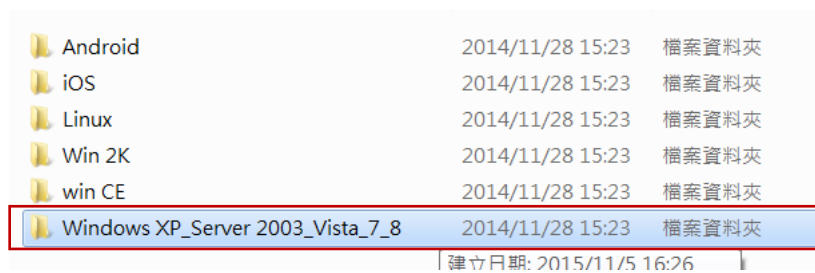 Android 2014/11/28 15:23 檔案資料夾
iOS 2014/11/28 15:23 檔案資料夾
Linux 2014/11/28 15:23 檔案資料夾
Win 2K 2014/11/28 15:23 檔案資料夾
win CE 2014/11/28 15:23 檔案資料夾
Windows XP_Server 2003_Vista_7_8 2014/11/28 15:23 檔案資料夾
建立日期: 2015/11/5 16:26